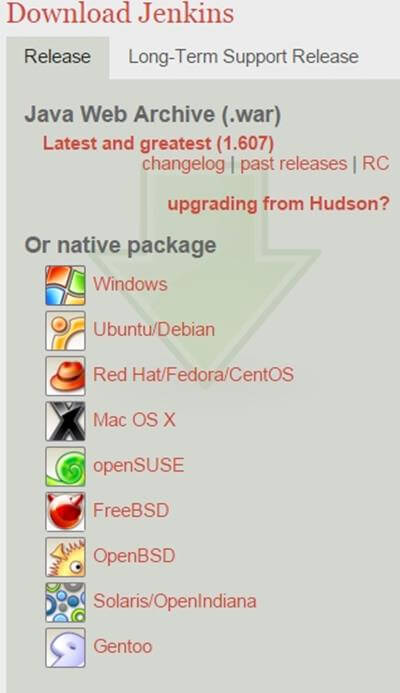 Download Jenkins
Release Long-Term Support Release
Java Web Archive (.war)
Latest and greatest (1.607)
changelog | past releases | RC
upgrading from Hudson?
Or native package
Windows
Ubuntu/Debian
Red Hat/Fedora/CentOS
Mac OS X
openSUSE
FreeBSD
OpenBSD
Solaris/OpenIndiana
Gentoo